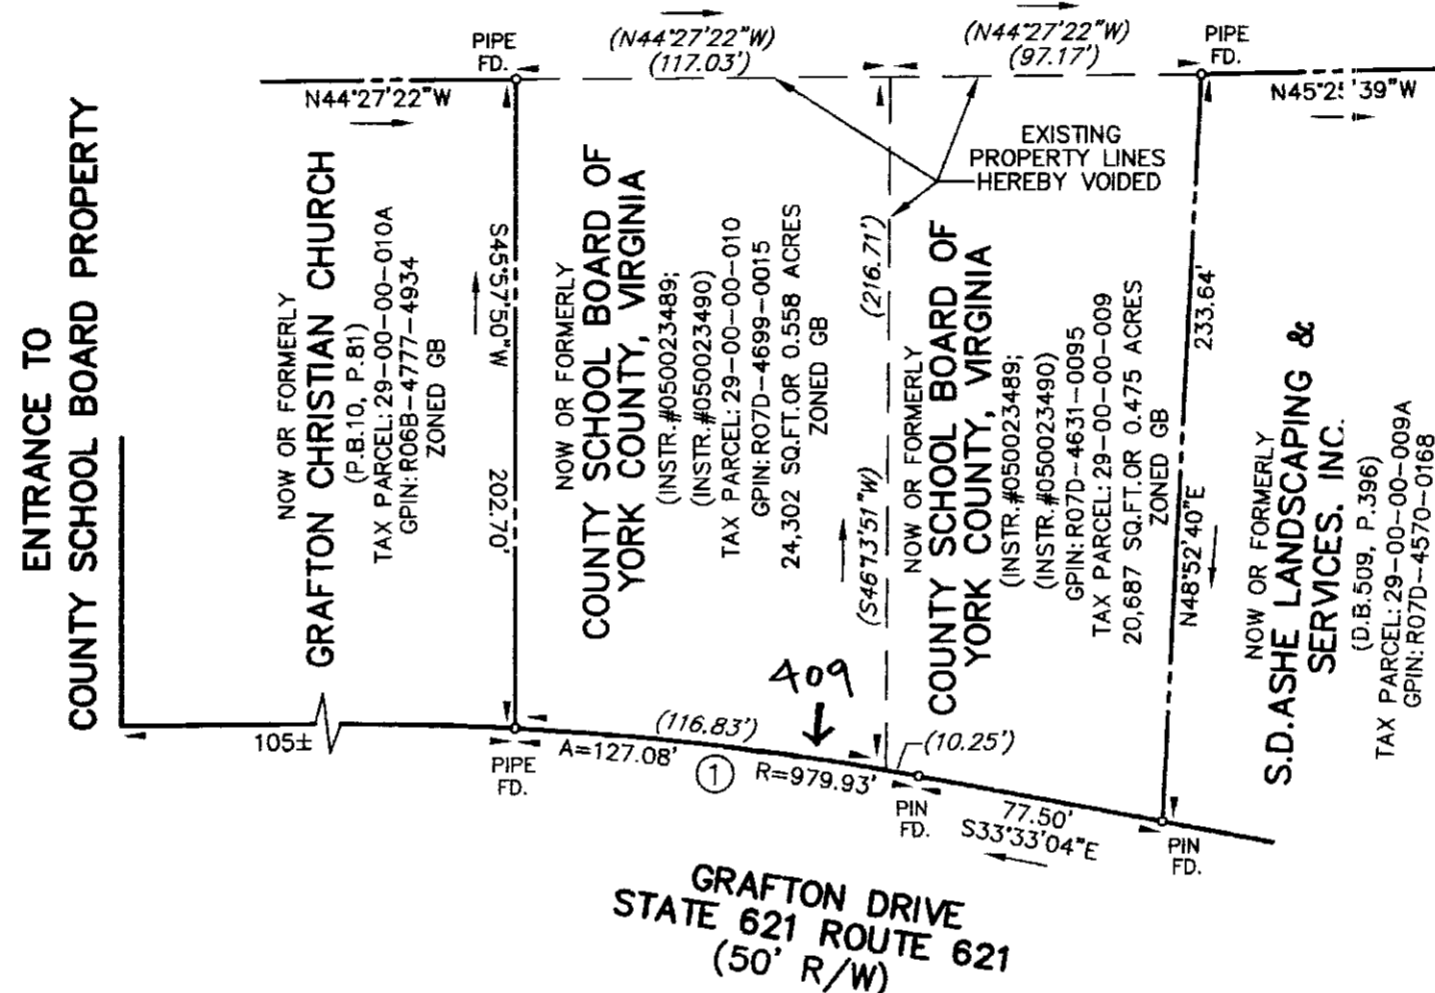 ENTRANCE TO
COUNTY SCHOOL BOARD PROPERTY
PIPE
FD.
N44°27'22"W
(N44°27'22"W)
(117.03')
(N44°27'22"W)
(97.17')
PIPE
FD.
EXISTING
PROPERTY LINES
HEREBY VOIDED
NOW OR FORMERLY
GRAFTON CHRISTIAN CHURCH
(P.B.10, P.81)
TAX PARCEL: 29-00-00-010A
GPIN: R06B-4777-4934
ZONED GB
S45°57'50"W
202.70'
NOW OR FORMERLY
COUNTY SCHOOL BOARD OF
YORK COUNTY, VIRGINIA
(INSTR.#050023489;
(INSTR.#050023490)
TAX PARCEL: 29-00-00-010
GPIN: R07D-4699-0015
24,302 SQ.FT.OR 0.558 ACRES
ZONED GB
(216.71')
(S46°13'51"W)
NOW OR FORMERLY
COUNTY SCHOOL BOARD OF
YORK COUNTY, VIRGINIA
(INSTR.#050023489;
(INSTR.#050023490)
GPIN: R07D-4631-0095
TAX PARCEL: 29-00-00-009
20,687 SQ.FT.OR 0.475 ACRES
ZONED GB
233.64'
N48°52'40"E
NOW OR FORMERLY
S.D.ASHE LANDSCAPING &
SERVICES. INC.
(D.B.509, P.396)
TAX PARCEL: 29-00-00-009A
GPIN: R07D-4570-0168
105±
PIPE
FD.
(116.83')
A=127.08'
1
R=979.93'
409
(10.25')
PIN
FD.
77.50'
S33°33'04"E
PIN
FD.
GRAFTON DRIVE
STATE 621 ROUTE 621
(50' R/W)